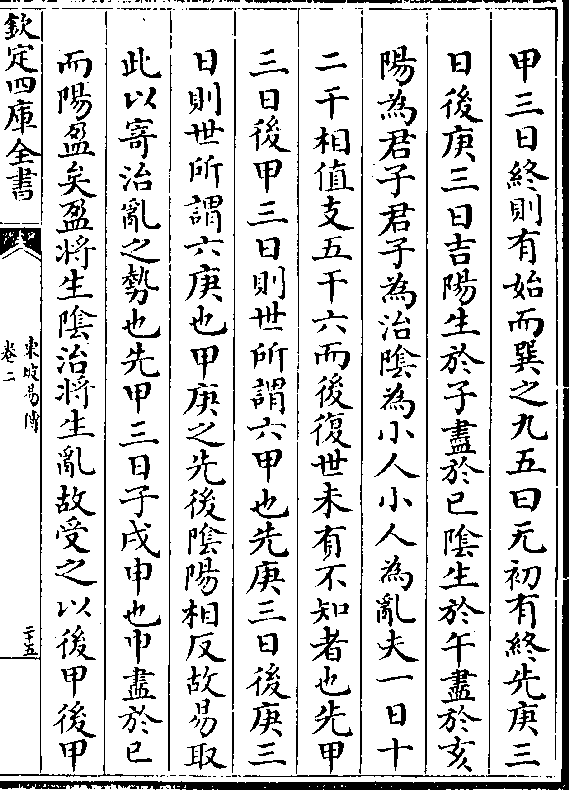 甲三日終則有始而巽之九五曰无初有終先庚三
日後庚三日吉陽生於子盡於巳隂生於午盡於亥
陽為君子君子為治隂為小人小人為亂夫一日十
二干相值支五干六而後復世未有不知者也先甲
三日後甲三日則世所謂六甲也先庚三日後庚三
日則世所謂六庚也甲庚之先後隂陽相反故易取
此以寄治亂之勢也先甲三日子戌申也巾盡於巳
而陽盈矣盈將生隂治將生亂故受之以後甲後甲
欽定四庫全書
東坡易傳
卷二
二十五